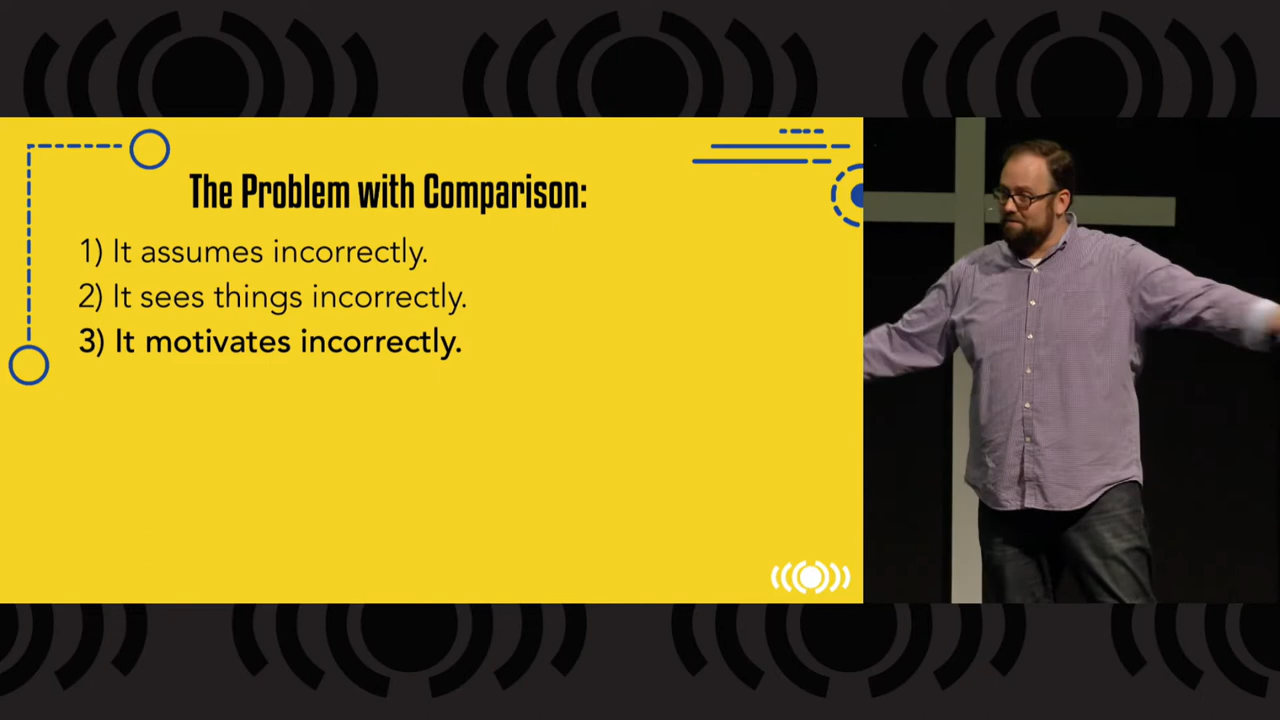 The Problem with Comparison:
1) It assumes incorrectly.
2) It sees things incorrectly.
3) It motivates incorrectly.